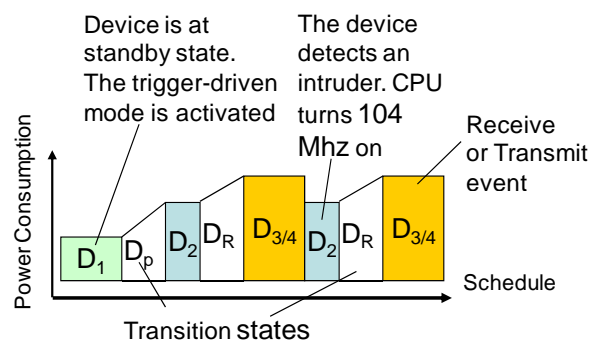 Device is at
standby state.
The trigger-driven
mode is activated
The device
detects an
intruder. CPU
turns 104
Mhz on
Receive
or Transmit
event
Power Consumption
D1
Dp
D2
DR
D3/4
D2
DR
D3/4
Schedule
Transition states